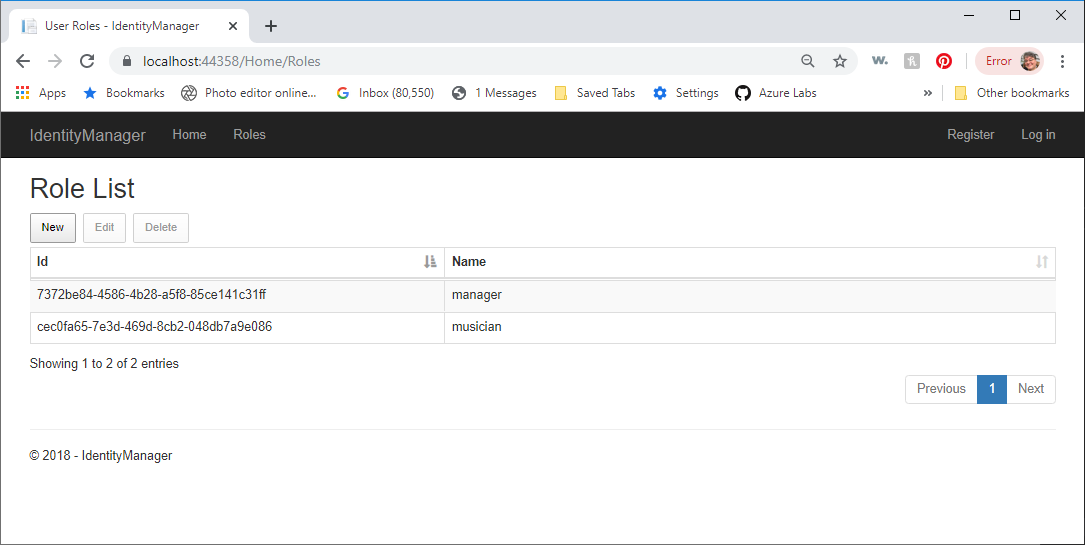 User Roles - IdentityManager
localhost:44358/Home/Roles
Error
Apps Bookmarks Photo editor online... Inbox (80,550) 1 Messages Saved Tabs Settings Azure Labs » Other bookmarks
IdentityManager Home Roles Register Log in
Role List
New Edit Delete
Id Name
7372be84-4586-4b28-a5f8-85ce141c31ff manager
cec0fa65-7e3d-469d-8cb2-048db7a9e086 musician
Showing 1 to 2 of 2 entries
Previous 1 Next
© 2018 - IdentityManager